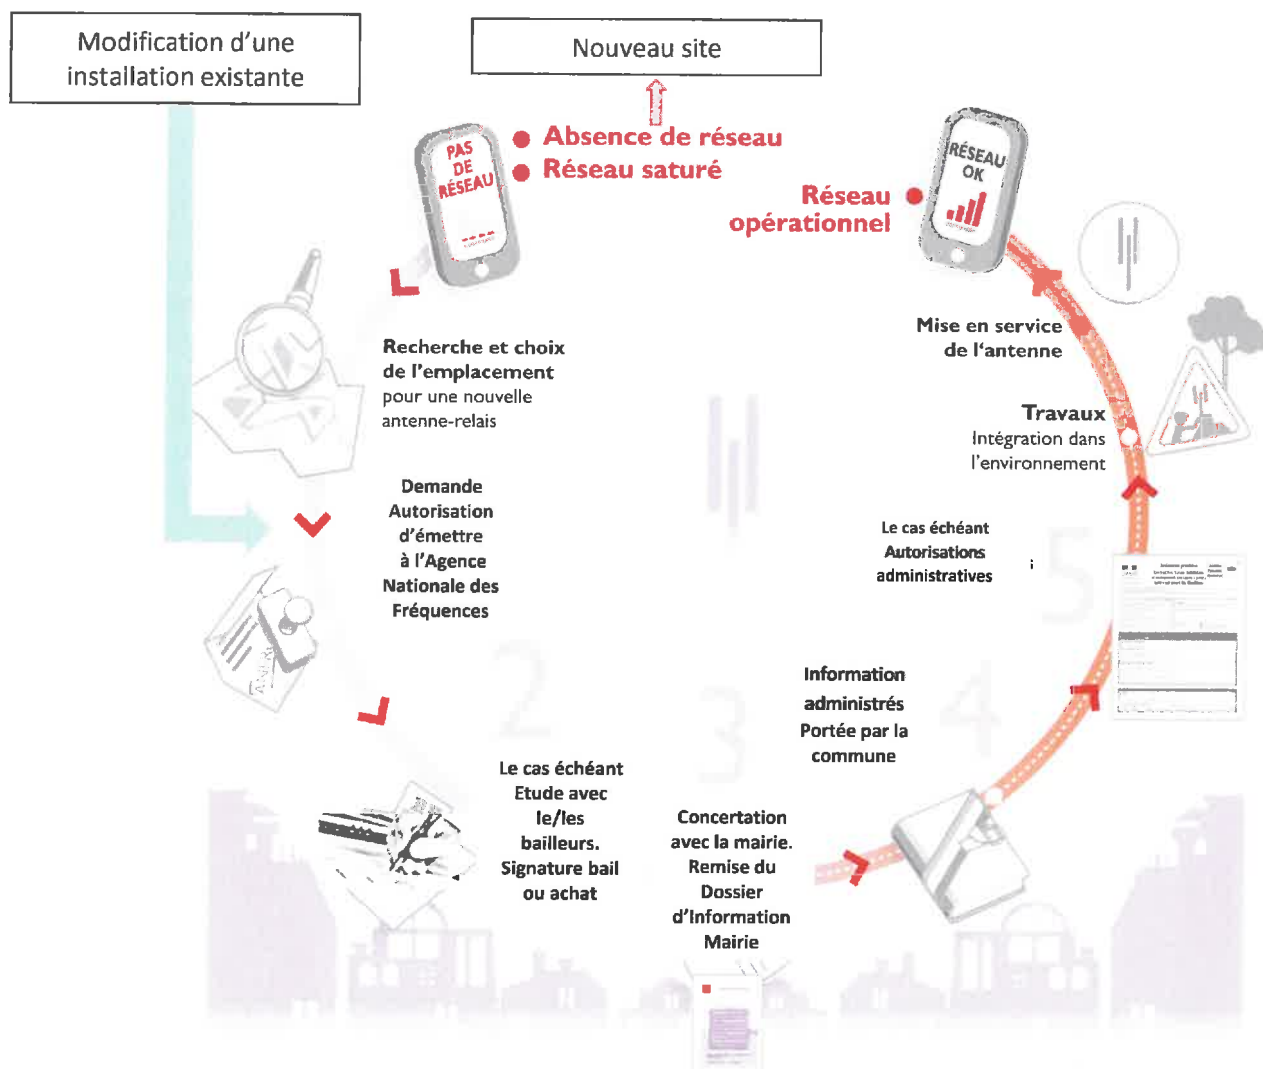 Modification d’une
installation existante
Nouveau site
Absence de réseau
Réseau saturé
PAS
DE
RÉSEAU
RÉSEAU
OK
Réseau
opérationnel
Recherche et choix
de l’emplacement
pour une nouvelle
antenne-relais
Demande
Autorisation
d’émettre
à l’Agence
Nationale des
Fréquences
2
Le cas échéant
Etude avec
le/les
bailleurs.
Signature bail
ou achat
3
Concertation
avec la mairie.
Remise du
Dossier
d’Information
Mairie
4
Information
administrés
Portée par la
commune
5
Le cas échéant
Autorisations
administratives
Travaux
Intégration dans
l’environnement
Mise en service
de l‘antenne